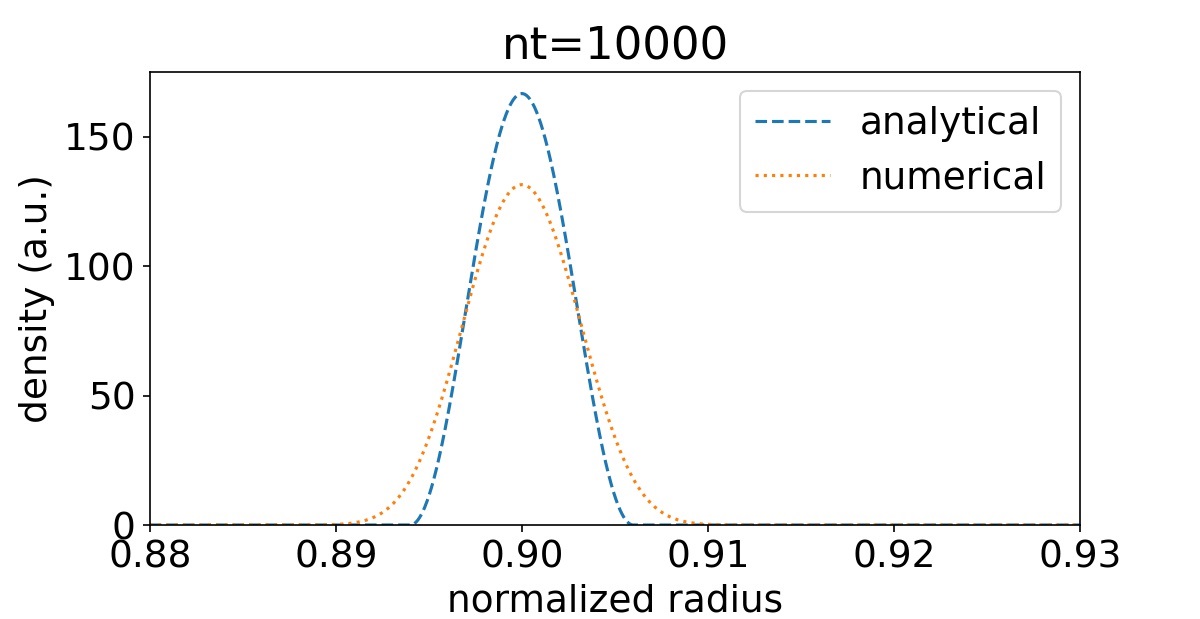 nt=10000
density (a.u.)
150
100
50
0
analytical
numerical
0.88 0.89 0.90 0.91 0.92 0.93
normalized radius